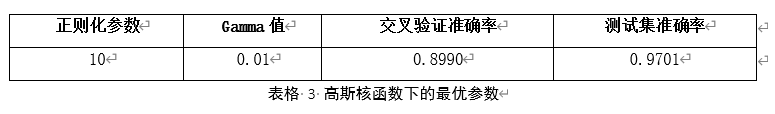 正则化参数 Gamma 值 交叉验证准确率 测试集准确率
10 0.01 0.8990 0.9701
表格 3 高斯核函数下的最优参数